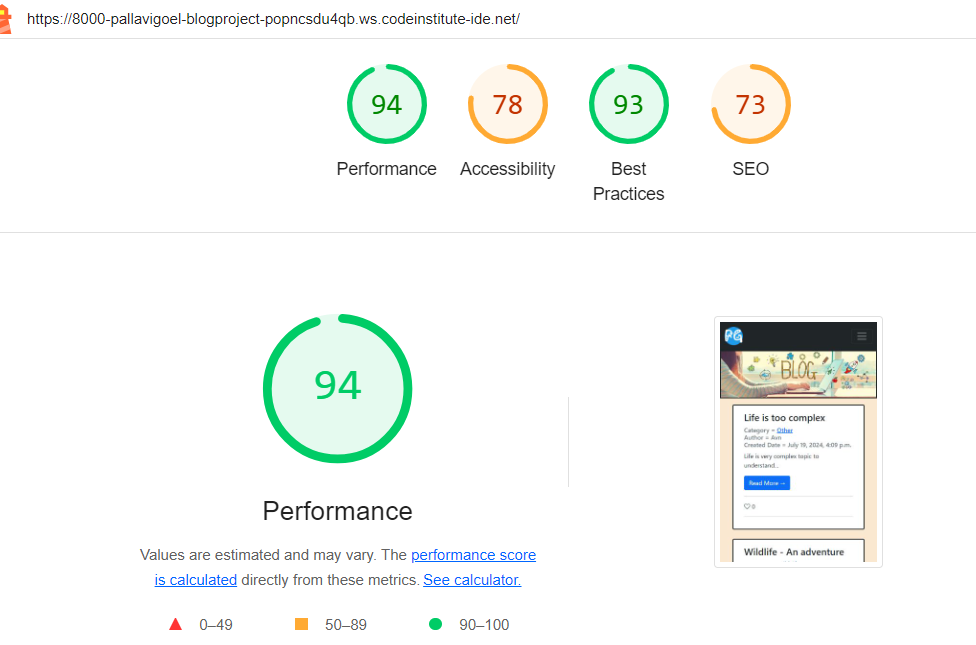 https://8000-pallavigoel-blogproject-popncsdu4qb.ws.codeinstitute-ide.net/
94
78
93
73
Performance
Accessibility
Best
Practices
SEO
94
Performance
Values are estimated and may vary. The performance score
is calculated directly from these metrics. See calculator.
0–49
50–89
90–100
PG
BLOG
Life is too complex
Category = Other
Author = Avn
Created Date = July 19, 2024, 4:09 p.m.
Life is very complex topic to
understand...
Read More →
0
Wildlife - An adventure